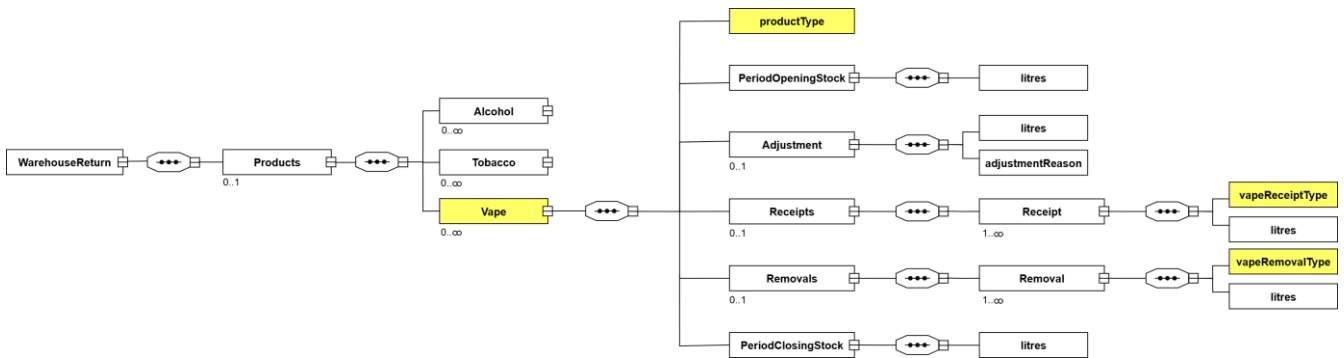 productType
PeriodOpeningStock
litres
Alcohol
0..∞
litres
WarehouseReturn
Products
0..1
Tobacco
0..∞
Adjustment
0..1
adjustmentReason
Vape
0..∞
Receipts
0..1
Receipt
1..∞
vapeReceiptType
litres
vapeRemovalType
Removals
0..1
Removal
1..∞
litres
PeriodClosingStock
litres